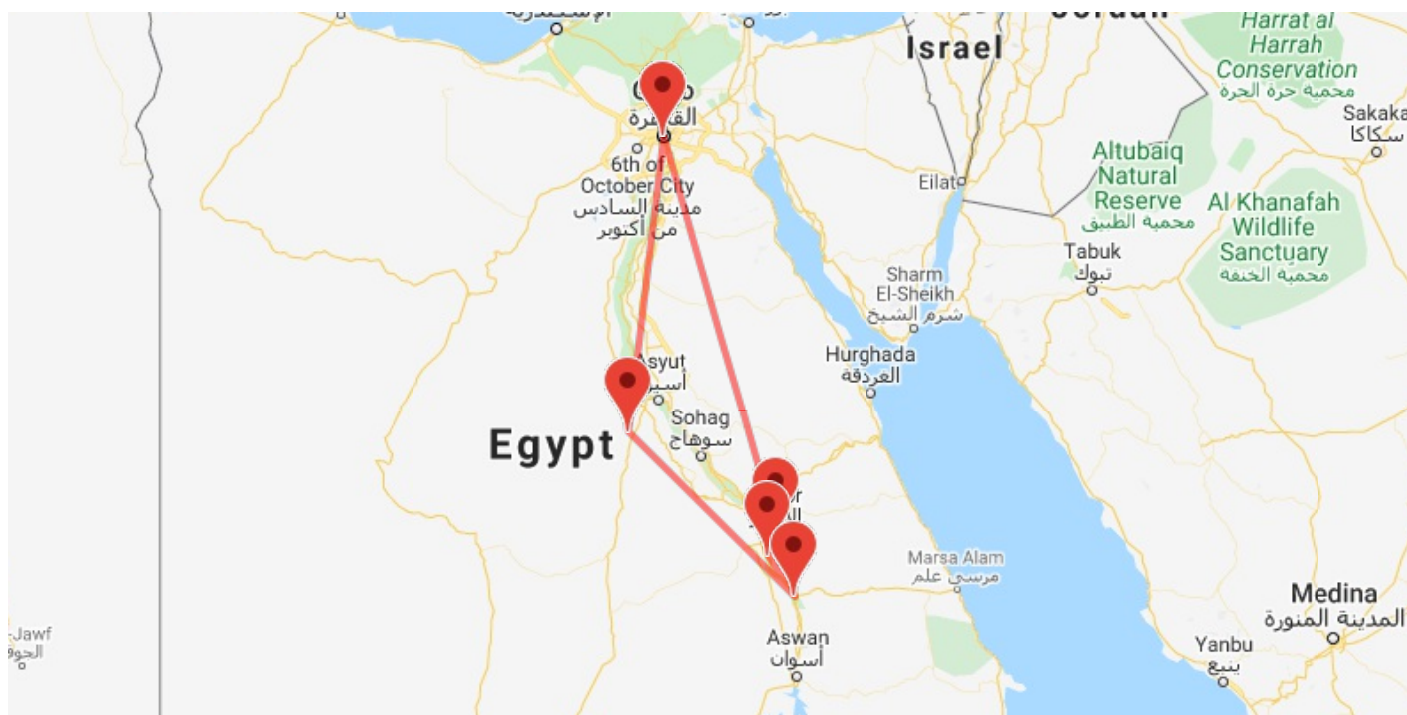 Israel
Harrat al
Harrah
Conservation
محمية حرة الحرة
Sakaka
سكاكا
6th of
October City
مدينة السادس
من أكتوبر
Eilat
Altubaiq
Natural
Reserve
محمية الطبيق
Al Khanafah
Wildlife
Sanctuary
محمية الخنفة
Tabuk
تبوك
Sharm
El-Sheikh
شرم الشيخ
Hurghada
الغردقة
Asyut
Sohag
سوهاج
Egypt
Marsa Alam
مرسى علم
Medina
المدينة المنورة
Aswan
أسوان
Yanbu
ينبع
-Jawf